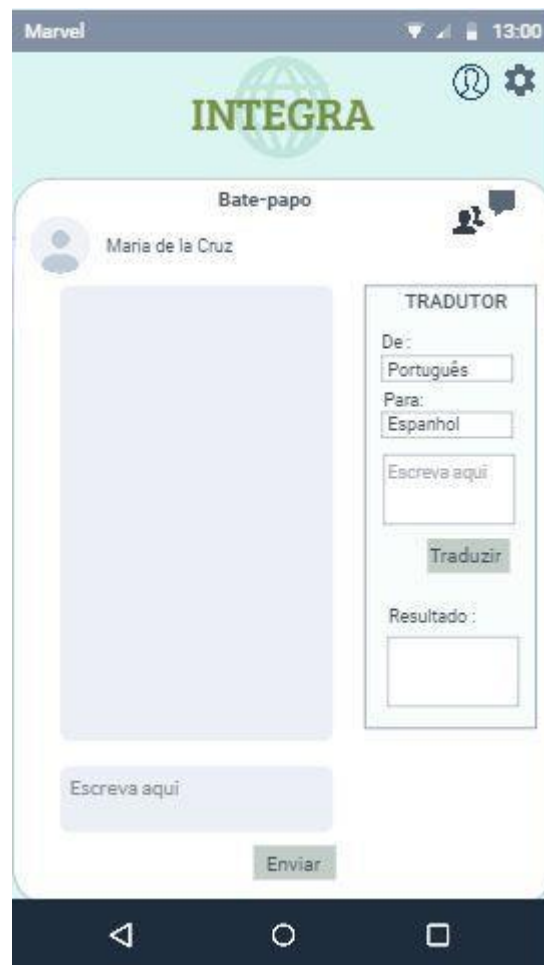 Marvel 13:00
INTEGRA
Bate-papo
Maria de la Cruz
TRADUTOR
De :
Português
Para:
Espanhol
Escreva aqui
Traduzir
Resultado :
Escreva aqui
Enviar